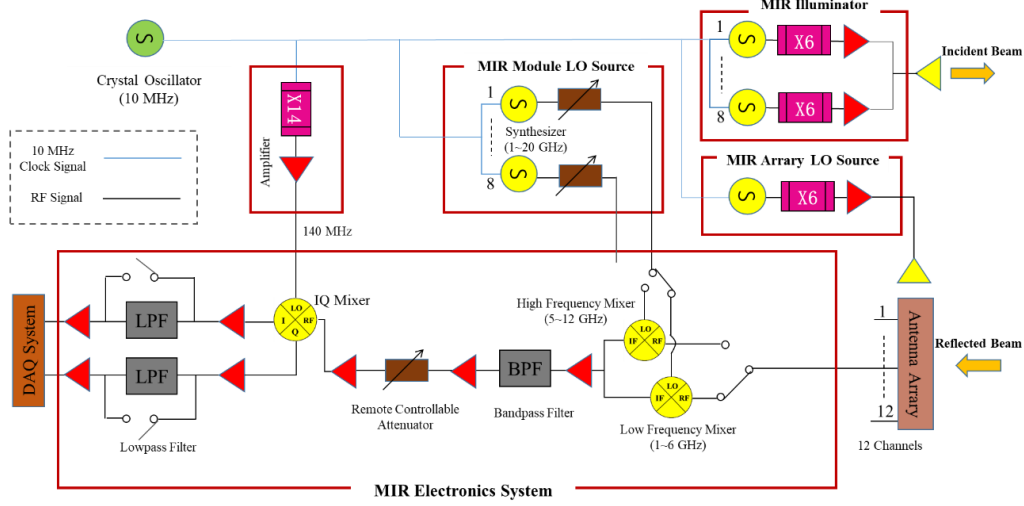 MIR Illuminator
1
X6
8
X6
Incident Beam
Crystal Oscillator
(10 MHz)
X14
Amplifier
MIR Module LO Source
1
Synthesizer
(1~20 GHz)
8
MIR Arrary LO Source
X6
10 MHz
Clock Signal
RF Signal
140 MHz
IQ Mixer
LO
I
RF
Q
LPF
LPF
DAQ System
Lowpass Filter
Remote Controllable
Attenuator
BPF
Bandpass Filter
High Frequency Mixer
(5~12 GHz)
LO
IF
RF
LO
IF
RF
Low Frequency Mixer
(1~6 GHz)
1
12
Antenna Arrary
Reflected Beam
12 Channels
MIR Electronics System